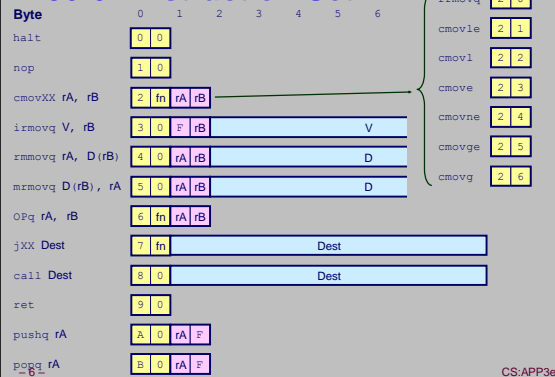 Byte 0 1 2 3 4 5 6
halt 0 0
nop 1 0
cmovXX rA, rB 2 fn rA rB
irmovq V, rB 3 0 F rB V
rmmovq rA, D(rB) 4 0 rA rB D
mrmovq D(rB), rA 5 0 rA rB D
OPq rA, rB 6 fn rA rB
jXX Dest 7 fn Dest
call Dest 8 0 Dest
ret 9 0
pushq rA A 0 rA F
popq rA B 0 rA F
cmovle 2 1
cmovl 2 2
cmove 2 3
cmovne 2 4
cmovge 2 5
cmovg 2 6
– 6 –
CS:APP3e